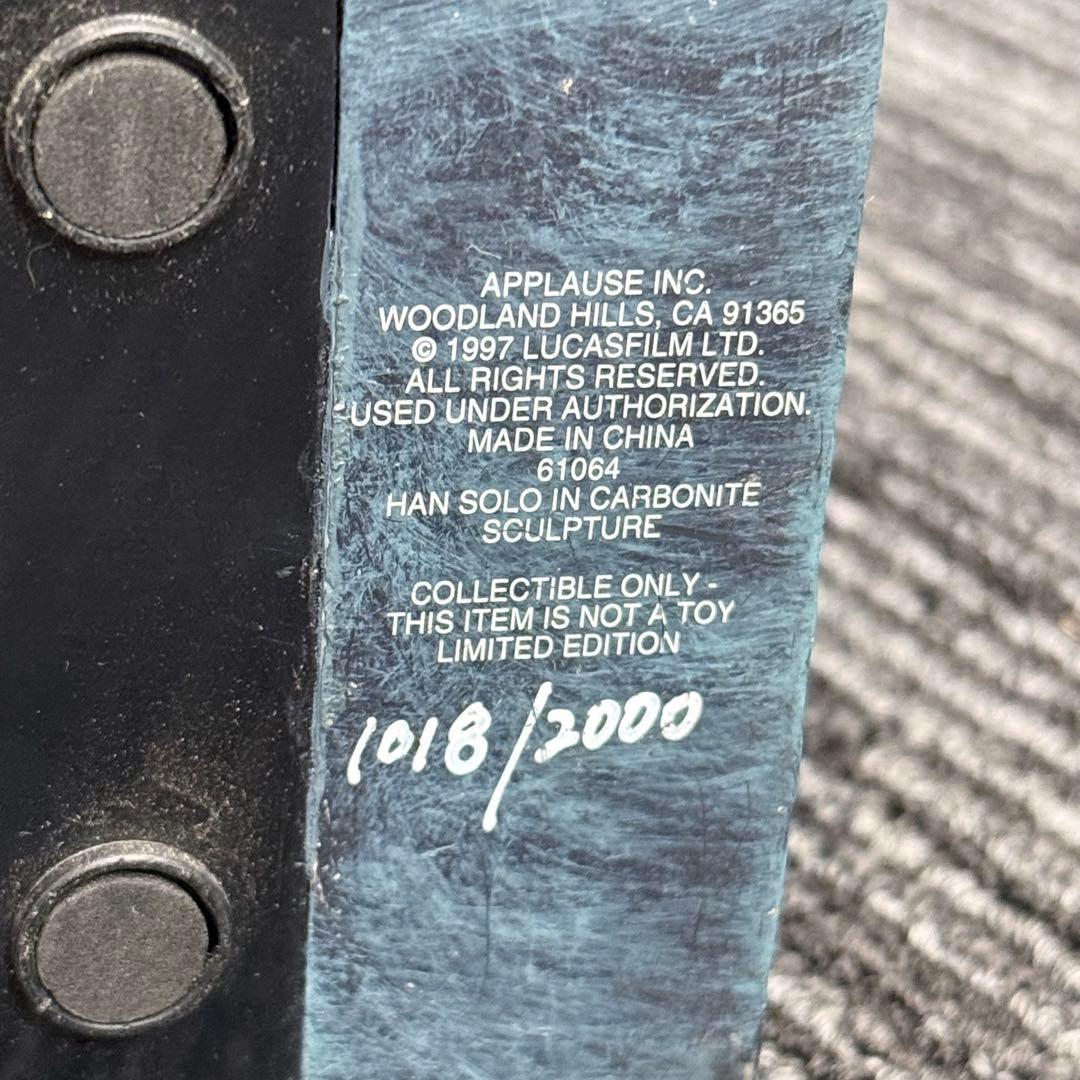 APPLAUSE INC.
WOODLAND HILLS, CA 91365
© 1997 LUCASFILM LTD.
ALL RIGHTS RESERVED.
USED UNDER AUTHORIZATION.
MADE IN CHINA
61064
HAN SOLO IN CARBONITE
SCULPTURE
COLLECTIBLE ONLY -
THIS ITEM IS NOT A TOY
LIMITED EDITION
1018/2000